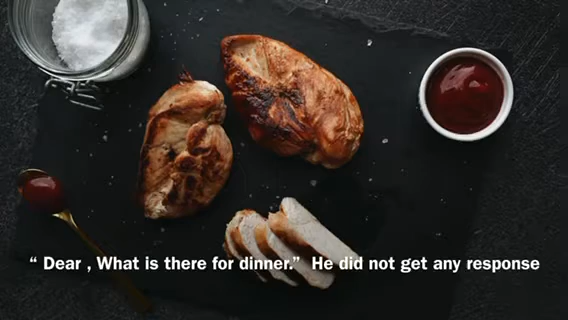 “ Dear , What is there for dinner.” He did not get any response